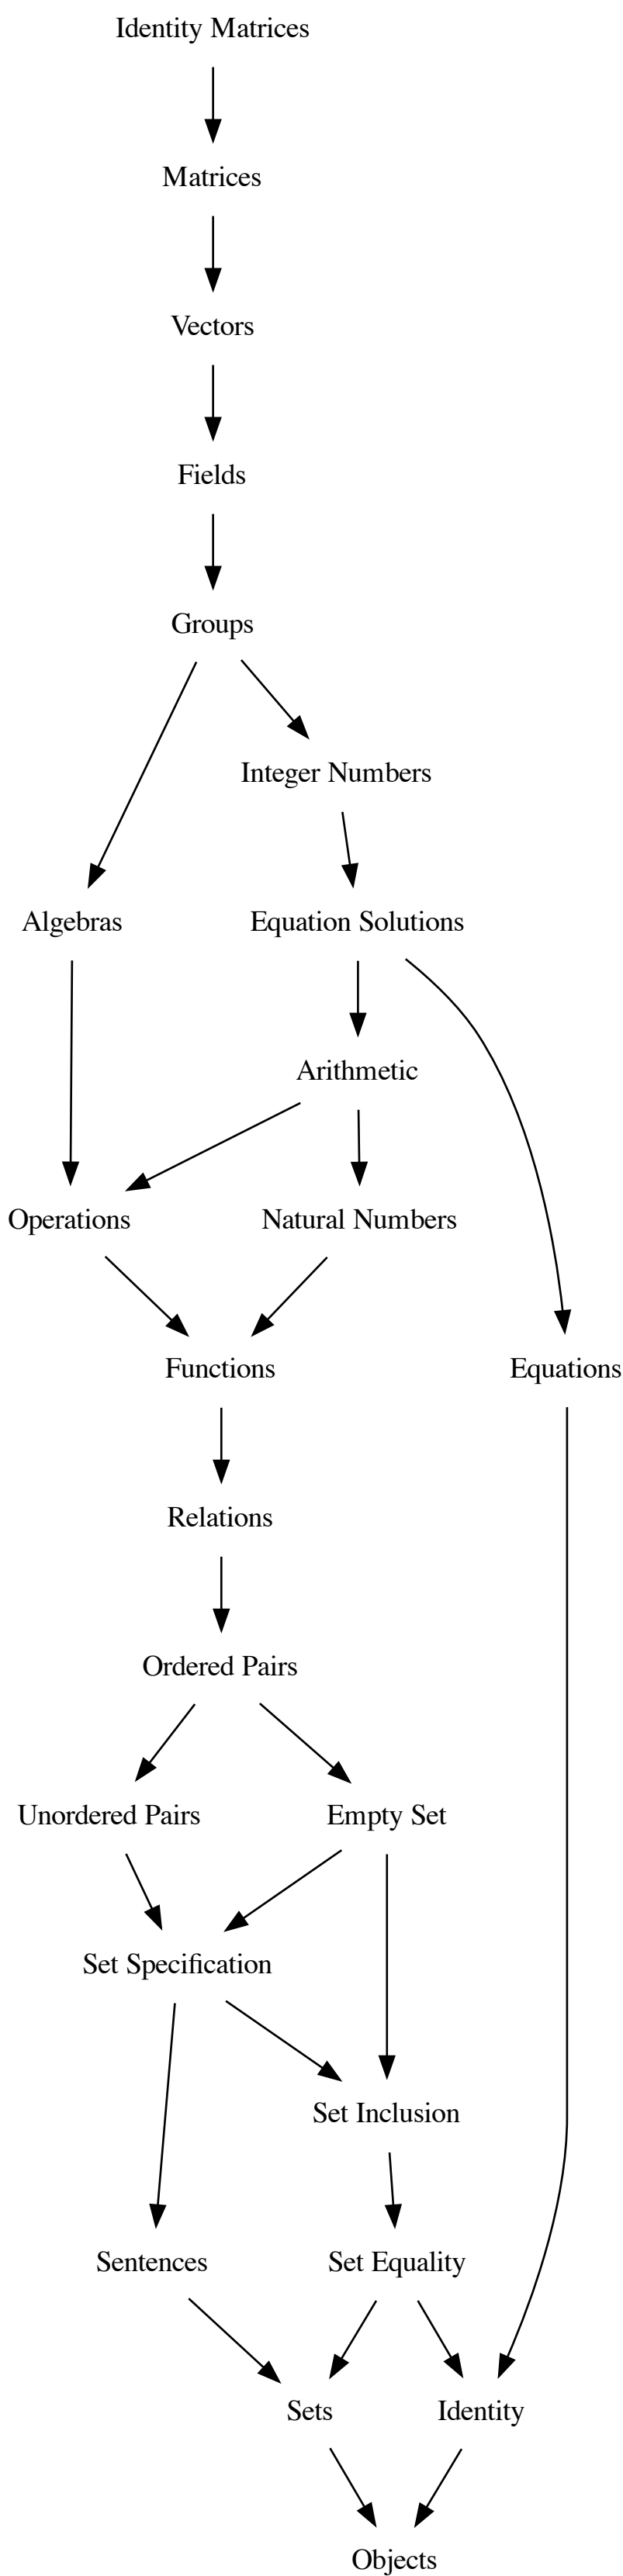 Identity Matrices
Matrices
Vectors
Fields
Groups
Integer Numbers
Algebras
Equation Solutions
Arithmetic
Operations
Natural Numbers
Functions
Equations
Relations
Ordered Pairs
Unordered Pairs
Empty Set
Set Specification
Set Inclusion
Sentences
Set Equality
Sets
Identity
Objects